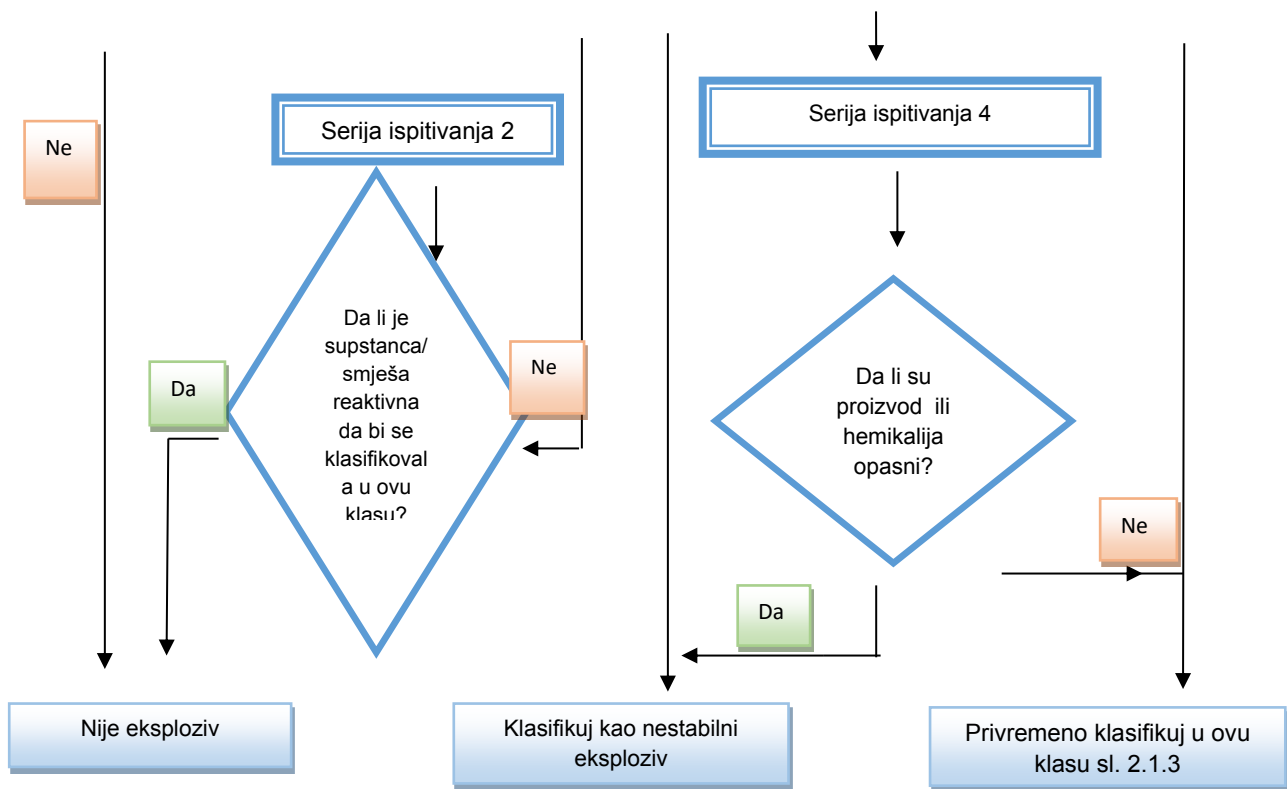 Serija ispitivanja 4
Ne
Serija ispitivanja 2
Da li je
supstanca/
smješa
reaktivna
da bi se
klasifikoval
a u ovu
klasu?
Ne
Da
Da li su
proizvod ili
hemikalija
opasni?
Ne
Da
Nije eksploziv
Klasifikuj kao nestabilni
eksploziv
Privremeno klasifikuj u ovu
klasu sl. 2.1.3